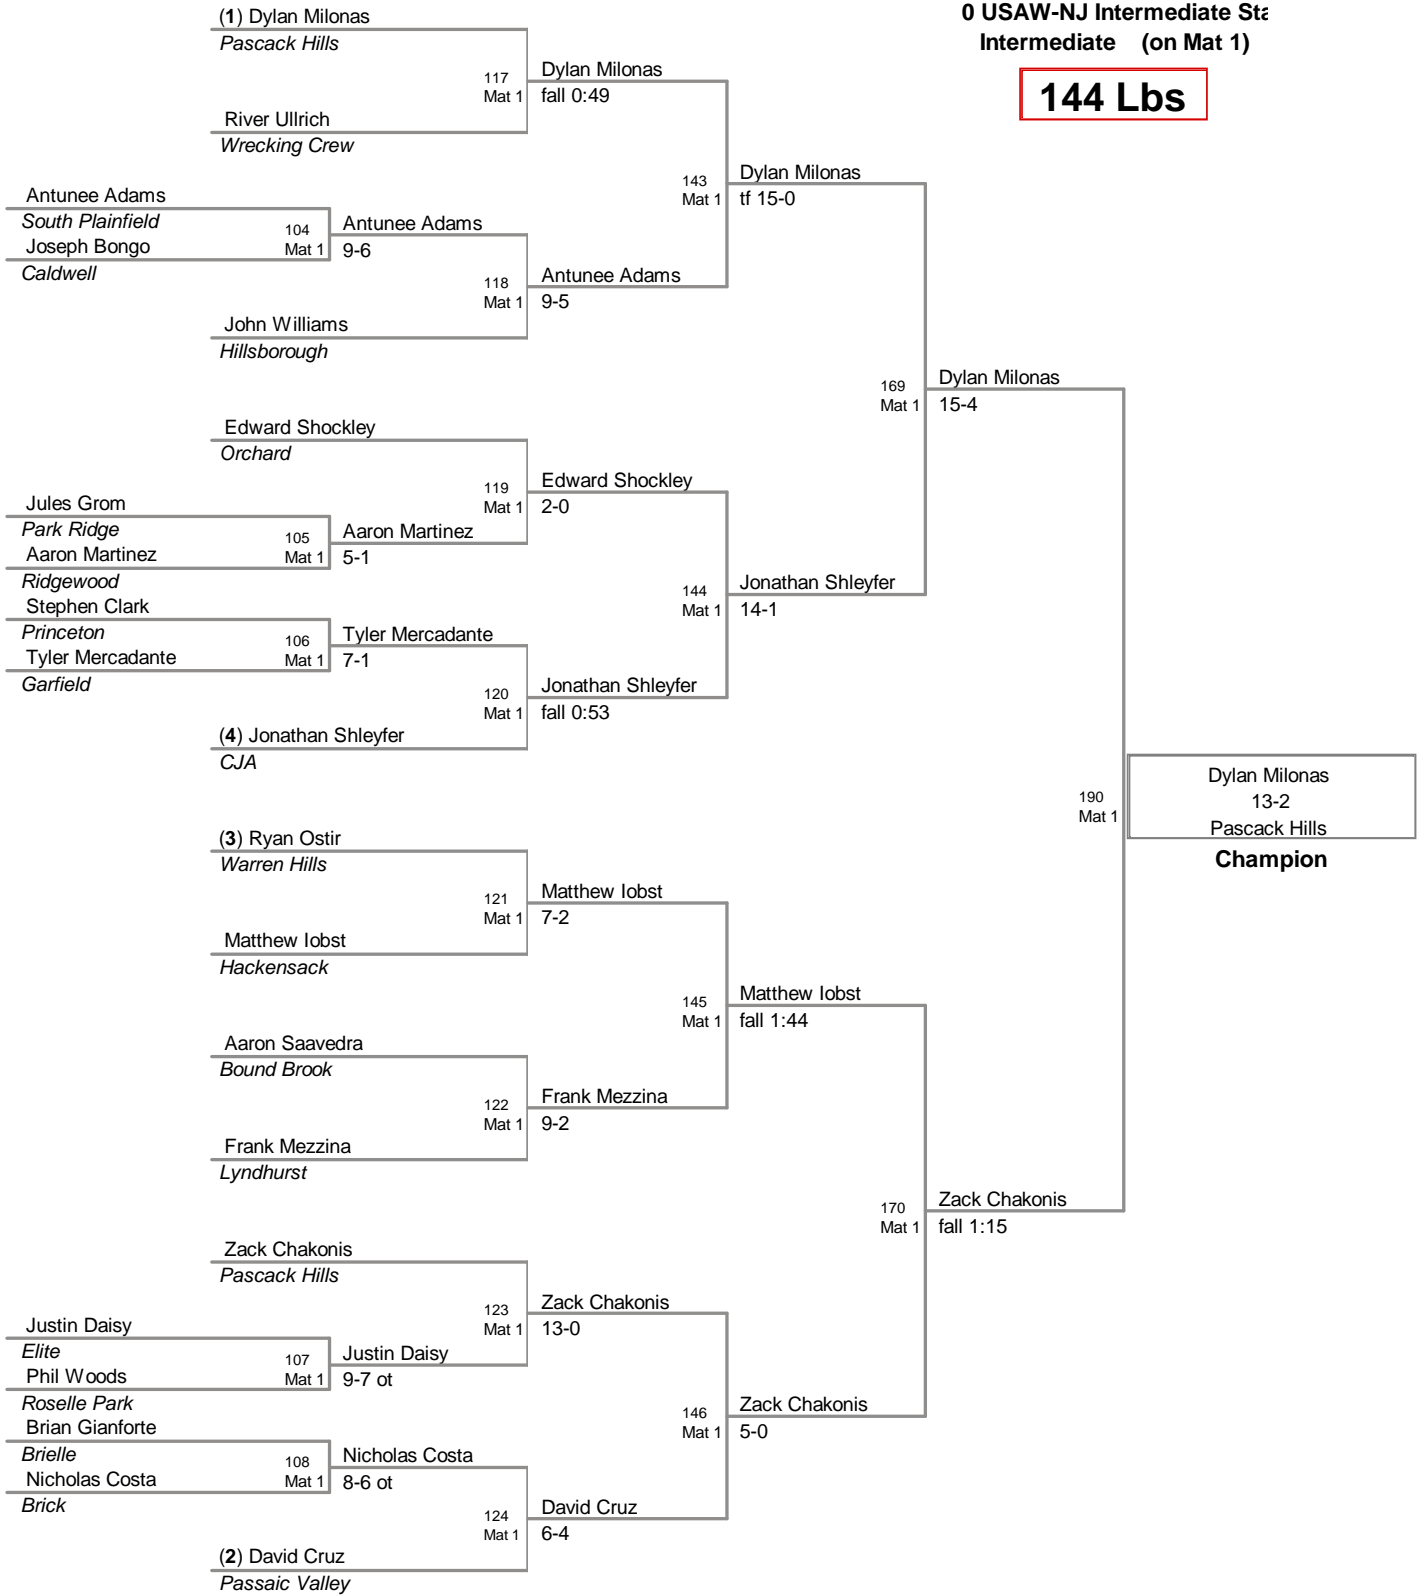 (1) Dylan Milonas
0 USAW-NJ Intermediate Sta
Pascack Hills
Intermediate (on Mat 1)
144 Lbs
117
Mat 1
Dylan Milonas
fall 0:49
River Ullrich
Wrecking Crew
143
Mat 1
Dylan Milonas
tf 15-0
Antunee Adams
South Plainfield
104
Mat 1
Antunee Adams
9-6
Joseph Bongo
Caldwell
118
Mat 1
Antunee Adams
9-5
John Williams
Hillsborough
169
Mat 1
Dylan Milonas
15-4
Edward Shockley
Orchard
119
Mat 1
Edward Shockley
2-0
Jules Grom
Park Ridge
105
Mat 1
Aaron Martinez
5-1
Aaron Martinez
Ridgewood
144
Mat 1
Jonathan Shleyfer
14-1
Stephen Clark
Princeton
106
Mat 1
Tyler Mercadante
7-1
Tyler Mercadante
Garfield
120
Mat 1
Jonathan Shleyfer
fall 0:53
(4) Jonathan Shleyfer
CJA
190
Mat 1
Dylan Milonas
13-2
Pascack Hills
Champion
(3) Ryan Ostir
Warren Hills
121
Mat 1
Matthew Iobst
7-2
Matthew Iobst
Hackensack
145
Mat 1
Matthew Iobst
fall 1:44
Aaron Saavedra
Bound Brook
122
Mat 1
Frank Mezzina
9-2
Frank Mezzina
Lyndhurst
170
Mat 1
Zack Chakonis
fall 1:15
Zack Chakonis
Pascack Hills
123
Mat 1
Zack Chakonis
13-0
Justin Daisy
Elite
107
Mat 1
Justin Daisy
9-7 ot
Phil Woods
Roselle Park
146
Mat 1
Zack Chakonis
5-0
Brian Gianforte
Brielle
108
Mat 1
Nicholas Costa
8-6 ot
Nicholas Costa
Brick
124
Mat 1
David Cruz
6-4
(2) David Cruz
Passaic Valley